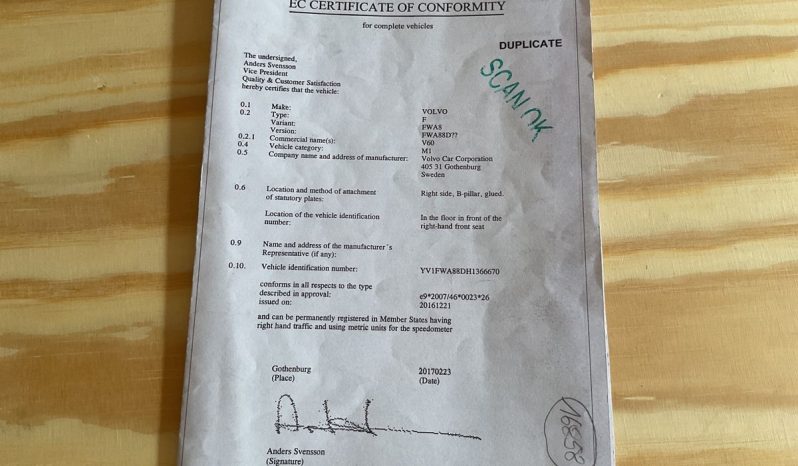 EC CERTIFICATE OF CONFORMITY
for complete vehicles
DUPLICATE
SCAN OK
The undersigned,
Anders Svensson
Vice President
Quality & Customer Satisfaction
hereby certifies that the vehicle:
0.1 Make: VOLVO
0.2 Type: F
Variant: FWA8
Version: FWA88D??
0.2.1 Commercial name(s): V60
0.4 Vehicle category: M1
0.5 Company name and address of manufacturer: Volvo Car Corporation
405 31 Gothenburg
Sweden
0.6 Location and method of attachment Right side, B-pillar, glued.
of statutory plates:
Location of the vehicle identification In the floor in front of the
number: right-hand front seat
0.9 Name and address of the manufacturer's
Representative (if any):
0.10. Vehicle identification number: YV1FWA88DH1366670
conforms in all respects to the type
described in approval: e9*2007/46*0023*26
issued on: 20161221
and can be permanently registered in Member States having
right hand traffic and using metric units for the speedometer
Gothenburg 20170223
(Place) (Date)
Anders Svensson
(Signature)